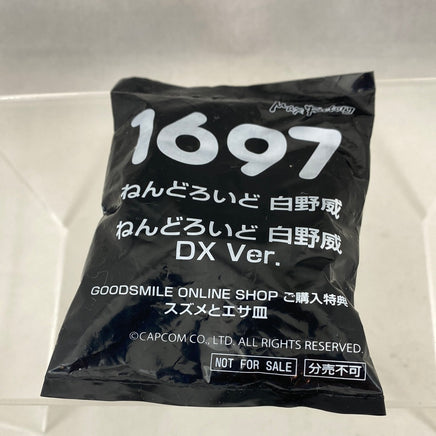 Max Factory
1697
ねんどろいど 白野威
ねんどろいど 白野威
DX Ver.
GOODSMILE ONLINE SHOP ご購入特典
スズメとエサ皿
©CAPCOM CO., LTD. ALL RIGHTS RESERVED.
NOT FOR SALE 分売不可